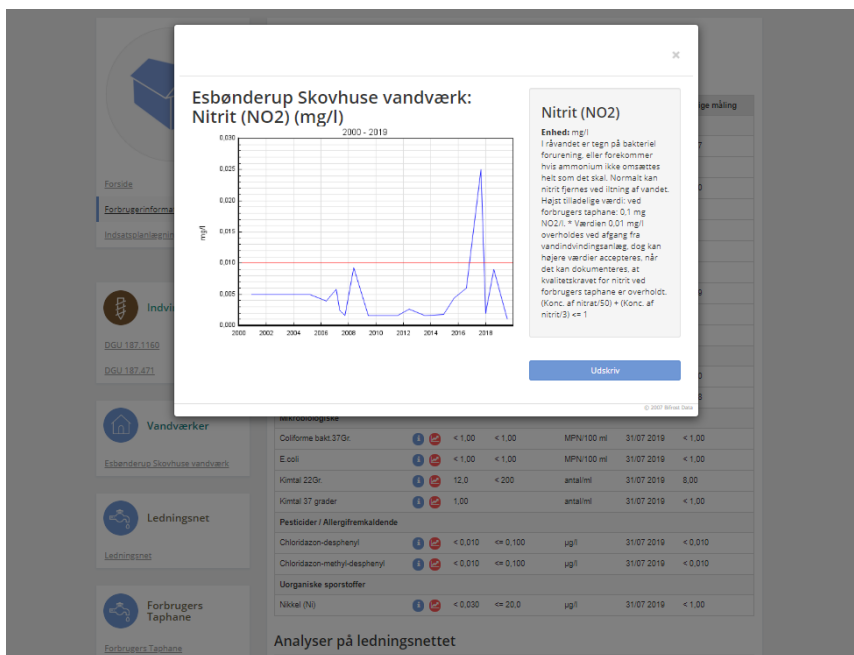 ×
Esbønderup Skovhuse vandværk:
Nitrit (NO2) (mg/l)
2000 - 2019
0,030
0,025
0,020
0,015
0,010
0,005
0,000
mg/l
2000 2002 2004 2006 2008 2010 2012 2014 2016 2018
Nitrit (NO2)
Enhed: mg/l
I råvandet er tegn på bakteriel
forurening, eller forekommer
hvis ammonium ikke omsættes
helt som det skal. Normalt kan
nitrit fjernes ved iltning af vandet.
Højst tilladelige værdi: ved
forbrugers taphane: 0,1 mg
NO2/l. * Værdien 0,01 mg/l
overholdes ved afgang fra
vandindvindingsanlæg, dog kan
højere værdier accepteres, når
det kan dokumenteres, at
kvalitetskravet for nitrit ved
forbrugers taphane er overholdt.
(Konc. af nitrat/50) + (Konc. af
nitrit/3) <= 1
Udskriv
© 2007 Bifrost Data
ige måling
7
0
9
0
8
Forside
Forbrugerinforma
Indsatsplanlægni
Indvi
DGU 187.1160
DGU 187.471
Vandværker
Esbønderup Skovhuse vandværk
Ledningsnet
Ledningsnet
Forbrugers
Taphane
Forbrugers Taphane
Mikrobiologiske
Coliforme bakt.37Gr. < 1,00 < 1,00 MPN/100 ml 31/07 2019 < 1,00
E.coli < 1,00 < 1,00 MPN/100 ml 31/07 2019 < 1,00
Kimtal 22Gr. 12,0 < 200 antal/ml 31/07 2019 8,00
Kimtal 37 grader 1,00 antal/ml 31/07 2019 < 1,00
Pesticider / Allergifremkaldende
Chloridazon-desphenyl < 0,010 <= 0,100 µg/l 31/07 2019 < 0,010
Chloridazon-methyl-desphenyl < 0,010 <= 0,100 µg/l 31/07 2019 < 0,010
Uorganiske sporstoffer
Nikkel (Ni) < 0,030 <= 20,0 µg/l 31/07 2019 < 1,00
Analyser på ledningsnettet